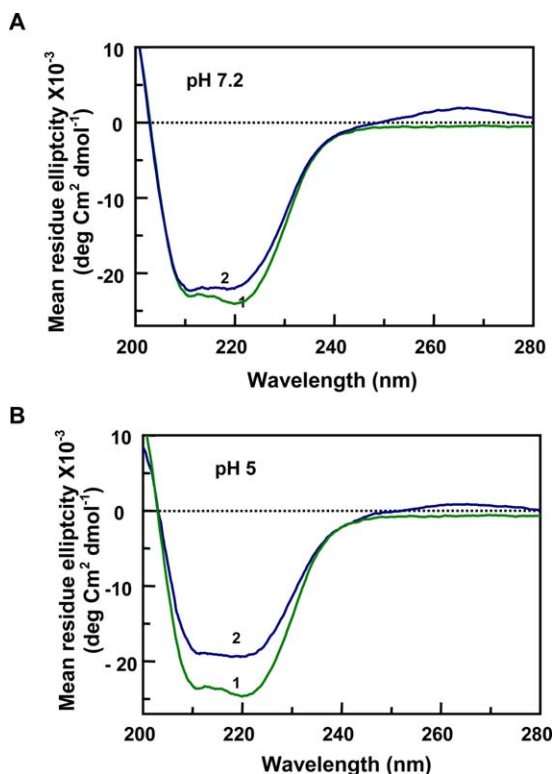 A
pH 7.2
Mean residue elliptcity X10⁻³
(deg Cm² dmol⁻¹)
10
0
-10
-20
2
1
200 220 240 260 280
Wavelength (nm)
B
pH 5
Mean residue elliptcity X10⁻³
(deg Cm² dmol⁻¹)
10
0
-10
- 20
2
1
200 220 240 260 280
Wavelength (nm)